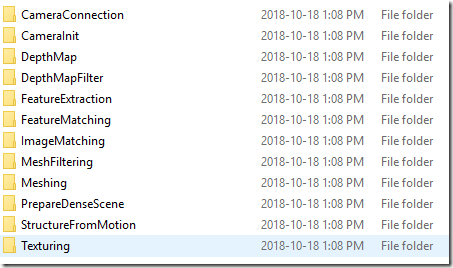 CameraConnection 2018-10-18 1:08 PM File folder
CameraInit 2018-10-18 1:08 PM File folder
DepthMap 2018-10-18 1:08 PM File folder
DepthMapFilter 2018-10-18 1:08 PM File folder
FeatureExtraction 2018-10-18 1:08 PM File folder
FeatureMatching 2018-10-18 1:08 PM File folder
ImageMatching 2018-10-18 1:08 PM File folder
MeshFiltering 2018-10-18 1:08 PM File folder
Meshing 2018-10-18 1:08 PM File folder
PrepareDenseScene 2018-10-18 1:08 PM File folder
StructureFromMotion 2018-10-18 1:08 PM File folder
Texturing 2018-10-18 1:08 PM File folder